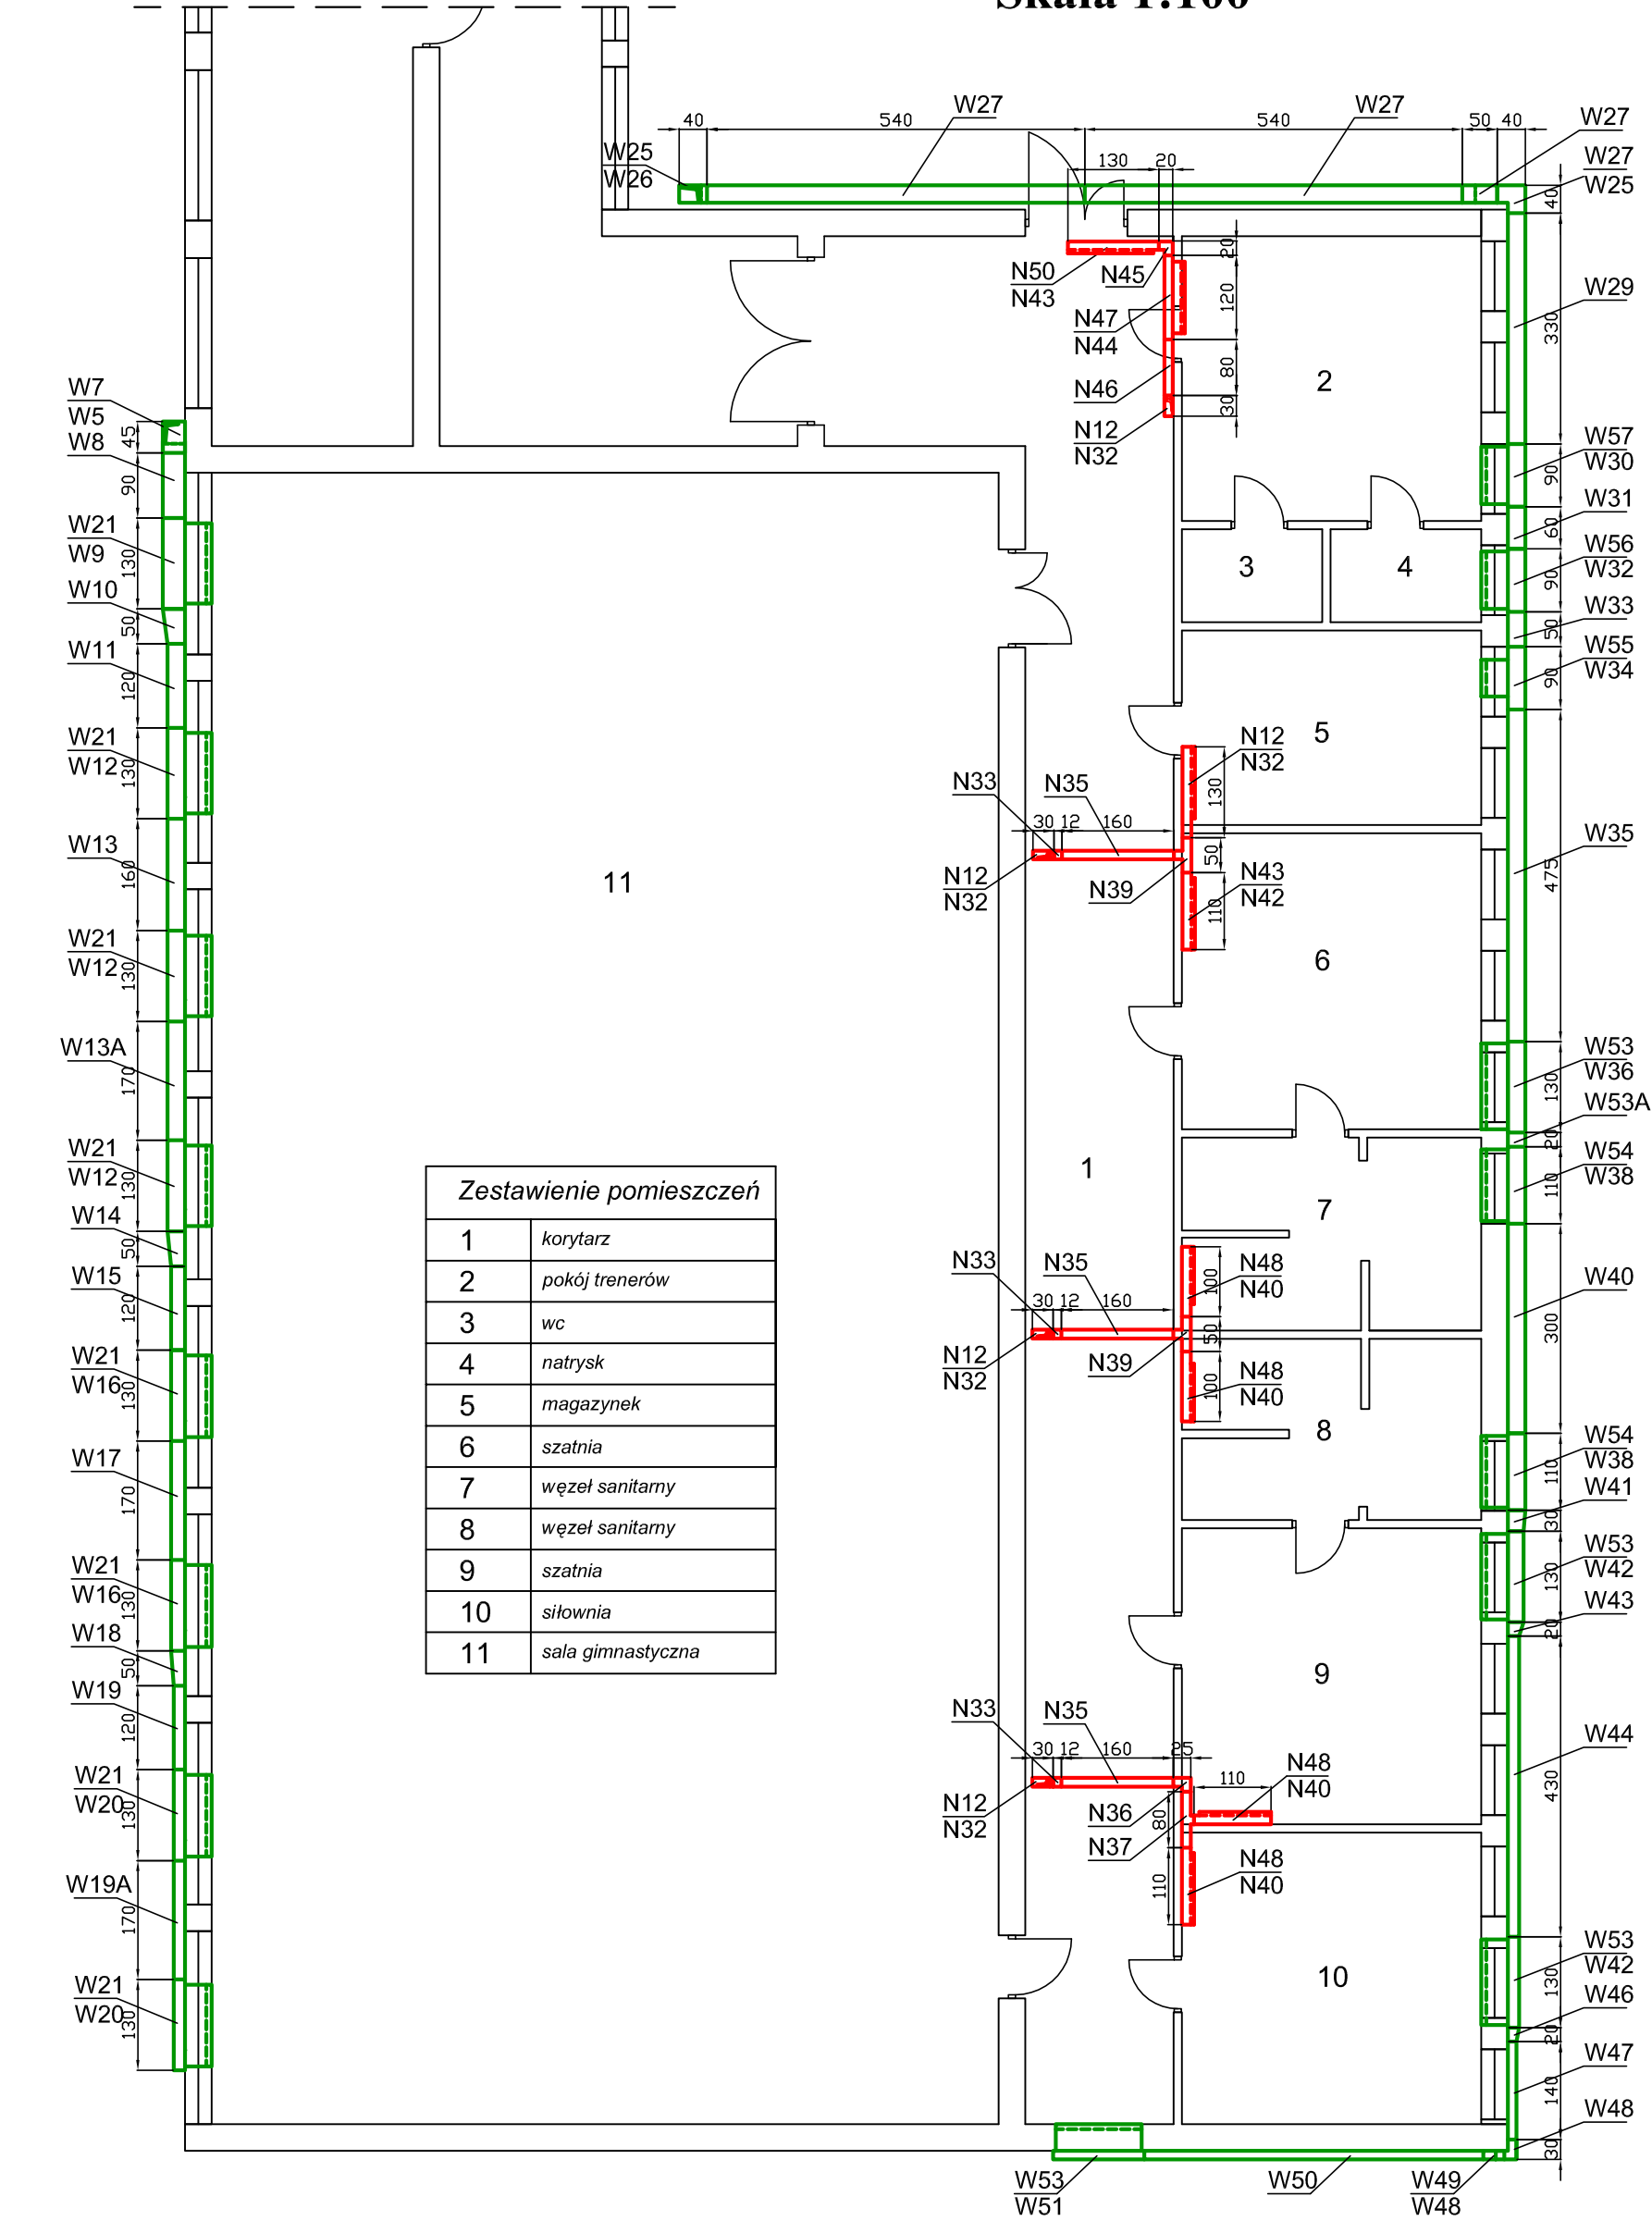 Skala 1:100
40
540
W27
540
W27
50
40
W27
W25
W26
130
20
W27
W25
40
N50
N43
N45
20
120
N47
N44
80
N46
30
N12
N32
2
W29
330
W57
W30
90
W31
60
W56
W32
90
W33
50
W55
W34
90
3
4
5
W7
W5
45
W8
90
W21
W9
130
W10
50
W11
120
W21
W12
130
W13
160
W21
W12
130
W13A
170
W21
W12
130
W14
50
W15
120
W21
W16
130
W17
170
W21
W16
130
W18
50
W19
120
W21
W20
130
W19A
170
W21
W20
130
11
N12
N32
130
N33
N35
30
12
160
N12
N32
N39
50
N43
N42
110
6
W35
475
475
W53
W36
130
W53A
20
W54
W38
110
1
7
Zestawienie pomieszczeń
1 korytarz
2 pokój trenerów
3 wc
4 natrysk
5 magazynek
6 szatnia
7 węzeł sanitarny
8 węzeł sanitarny
9 szatnia
10 siłownia
11 sala gimnastyczna
N33
N35
30
12
160
N12
N32
N39
N48
N40
100
50
N48
N40
100
8
W40
300
W54
W38
110
W41
30
W53
W42
130
W43
20
9
W44
430
N33
N35
30
12
160
25
N12
N32
N36
N37
80
110
N48
N40
110
N48
N40
10
W53
W42
130
W46
20
W47
140
W48
30
W53
W51
W50
W49
W48